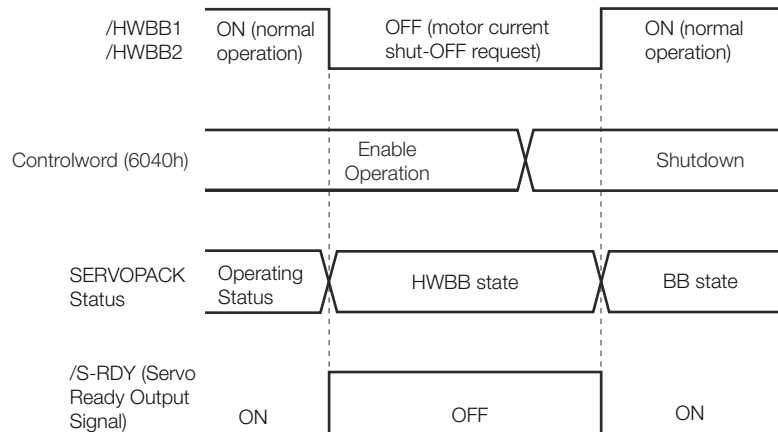 /HWBB1
/HWBB2
ON (normal
operation)
OFF (motor current
shut-OFF request)
ON (normal
operation)
Controlword (6040h)
Enable
Operation
Shutdown
SERVOPACK
Status
Operating
Status
HWBB state
BB state
/S-RDY (Servo
Ready Output
Signal)
ON
OFF
ON